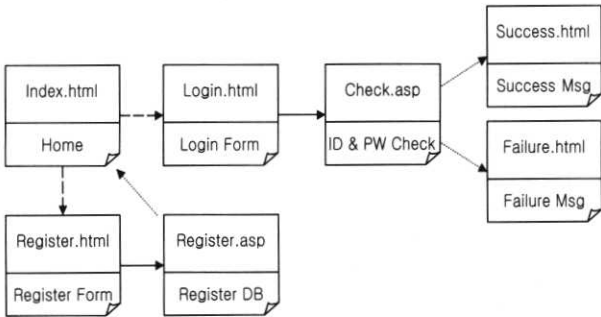 Success.html
Success Msg
Index.html
Home
Login.html
Login Form
Check.asp
ID & PW Check
Failure.html
Failure Msg
Register.html
Register Form
Register.asp
Register DB